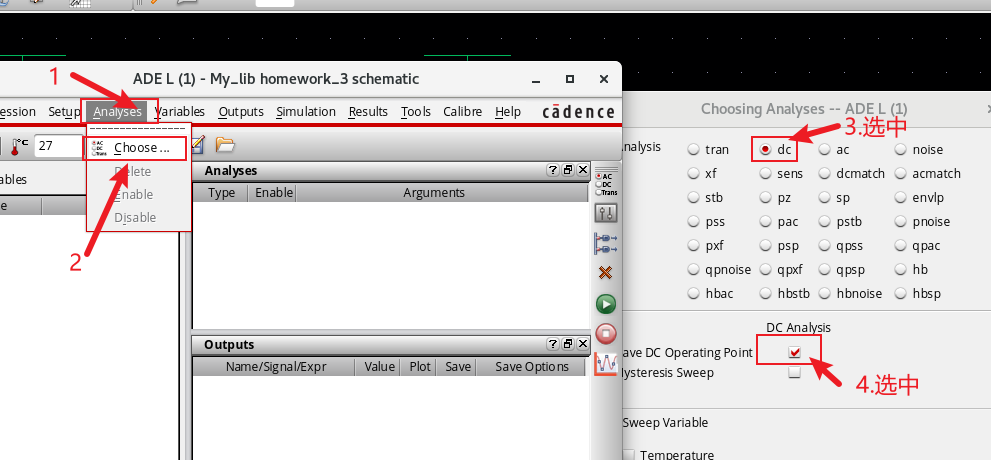 1
ADE L (1) - My_lib homework_3 schematic
ession Setup Analyses Variables Outputs Simulation Results Tools Calibre Help cādence
°C 27
AC DC Trans Choose ...
Delete
Enable
Disable
2
ables
e
Analyses
Type Enable Arguments
AC
DC
Trans
Outputs
Name/Signal/Expr Value Plot Save Save Options
Choosing Analyses -- ADE L (1)
3.选中
nalysis tran dc ac noise
xf sens dcmatch acmatch
stb pz sp envlp
pss pac pstb pnoise
pxf psp qpss qpac
qpnoise qpxf qpsp hb
hbac hbstb hbnoise hbsp
DC Analysis
ave DC Operating Point
ysteresis Sweep
4.选中
Sweep Variable
Temperature